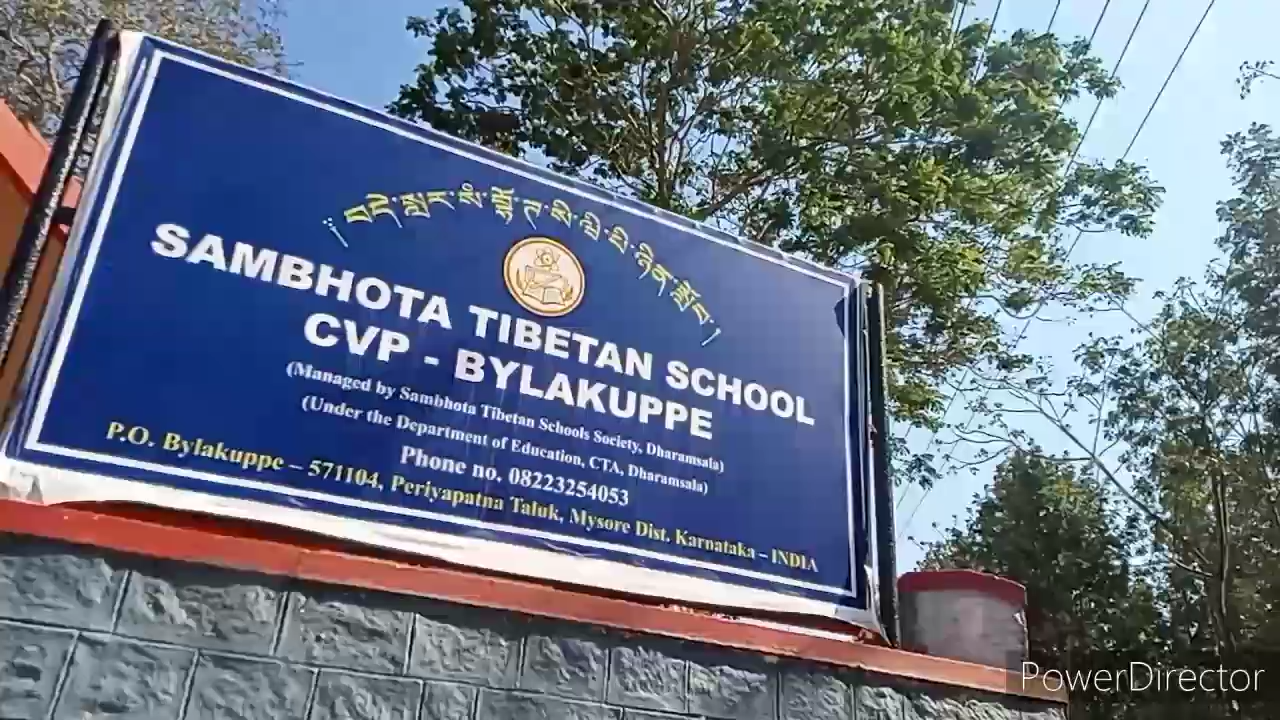 ༄། བདེ་སྤར་སཾ་བྷོ་ཊ་སི་ཝི་པི་ཉིན་སློབ། །
SAMBHOTA TIBETAN SCHOOL
CVP - BYLAKUPPE
(Managed by Sambhota Tibetan Schools Society, Dharamsala)
(Under the Department of Education, CTA, Dharamsala)
Phone no. 08223254053
P.O. Bylakuppe – 571104, Periyapatna Taluk, Mysore Dist. Karnataka – INDIA
PowerDirector